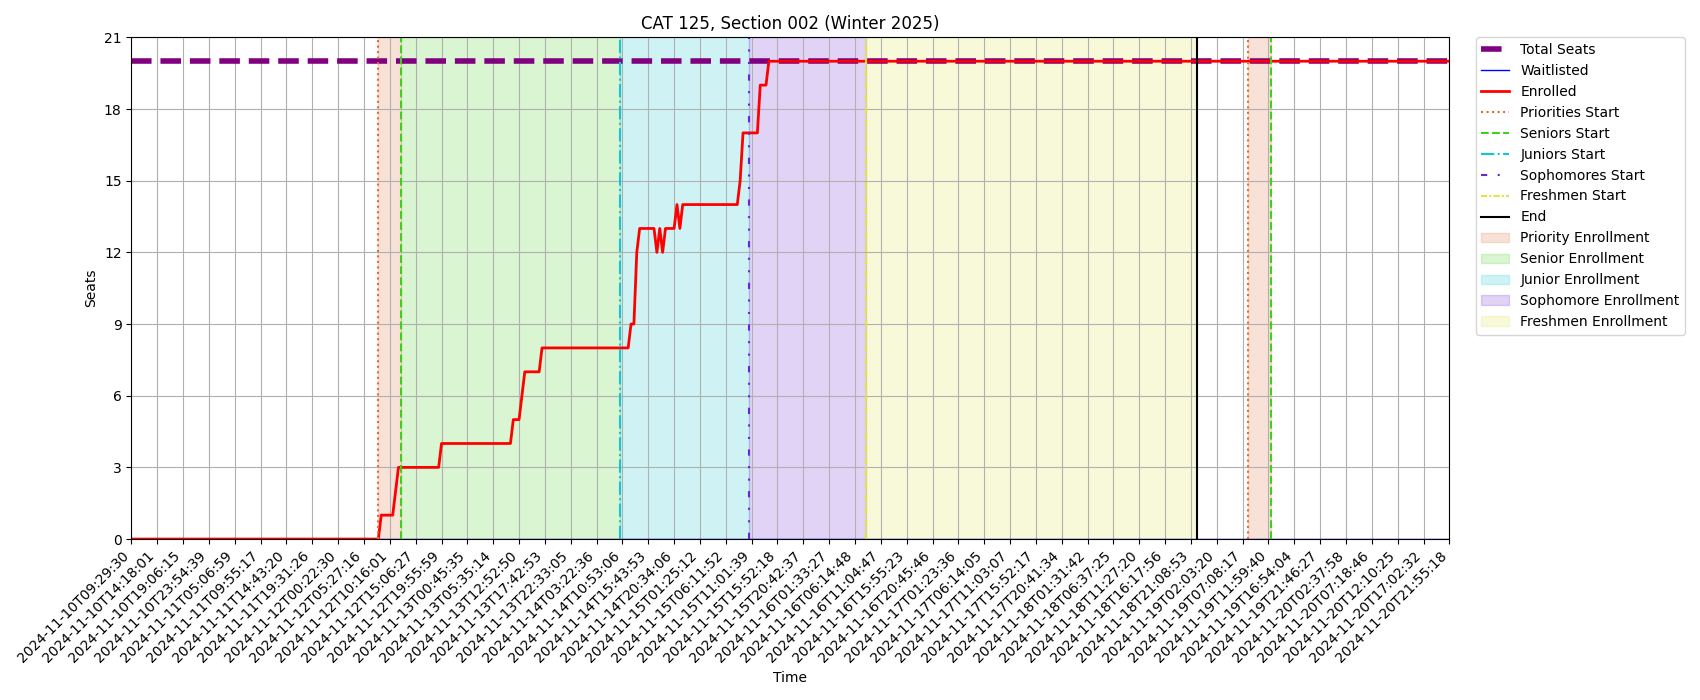 CAT 125, Section 002 (Winter 2025)
21
18
15
12
9
6
3
0
Seats
2024-11-10T09:29:30
2024-11-10T14:18:01
2024-11-10T19:06:15
2024-11-10T23:54:39
2024-11-11T05:06:59
2024-11-11T09:55:17
2024-11-11T14:43:20
2024-11-11T19:31:26
2024-11-12T00:22:30
2024-11-12T05:27:16
2024-11-12T10:16:01
2024-11-12T15:06:27
2024-11-12T19:55:59
2024-11-13T00:45:35
2024-11-13T05:35:14
2024-11-13T12:52:50
2024-11-13T17:42:53
2024-11-13T22:33:05
2024-11-14T03:22:36
2024-11-14T10:53:06
2024-11-14T15:43:53
2024-11-14T20:34:06
2024-11-15T01:25:12
2024-11-15T06:11:52
2024-11-15T11:01:39
2024-11-15T15:52:18
2024-11-15T20:42:37
2024-11-16T01:33:27
2024-11-16T06:14:48
2024-11-16T11:04:47
2024-11-16T15:55:23
2024-11-16T20:45:46
2024-11-17T01:23:36
2024-11-17T06:14:05
2024-11-17T11:03:07
2024-11-17T15:52:17
2024-11-17T20:41:34
2024-11-18T01:31:42
2024-11-18T06:37:25
2024-11-18T11:27:20
2024-11-18T16:17:56
2024-11-18T21:08:53
2024-11-19T02:03:20
2024-11-19T07:08:17
2024-11-19T11:59:40
2024-11-19T16:54:04
2024-11-19T21:46:27
2024-11-20T02:37:58
2024-11-20T07:18:46
2024-11-20T12:10:25
2024-11-20T17:02:32
2024-11-20T21:55:18
Time
Total Seats
Waitlisted
Enrolled
Priorities Start
Seniors Start
Juniors Start
Sophomores Start
Freshmen Start
End
Priority Enrollment
Senior Enrollment
Junior Enrollment
Sophomore Enrollment
Freshmen Enrollment